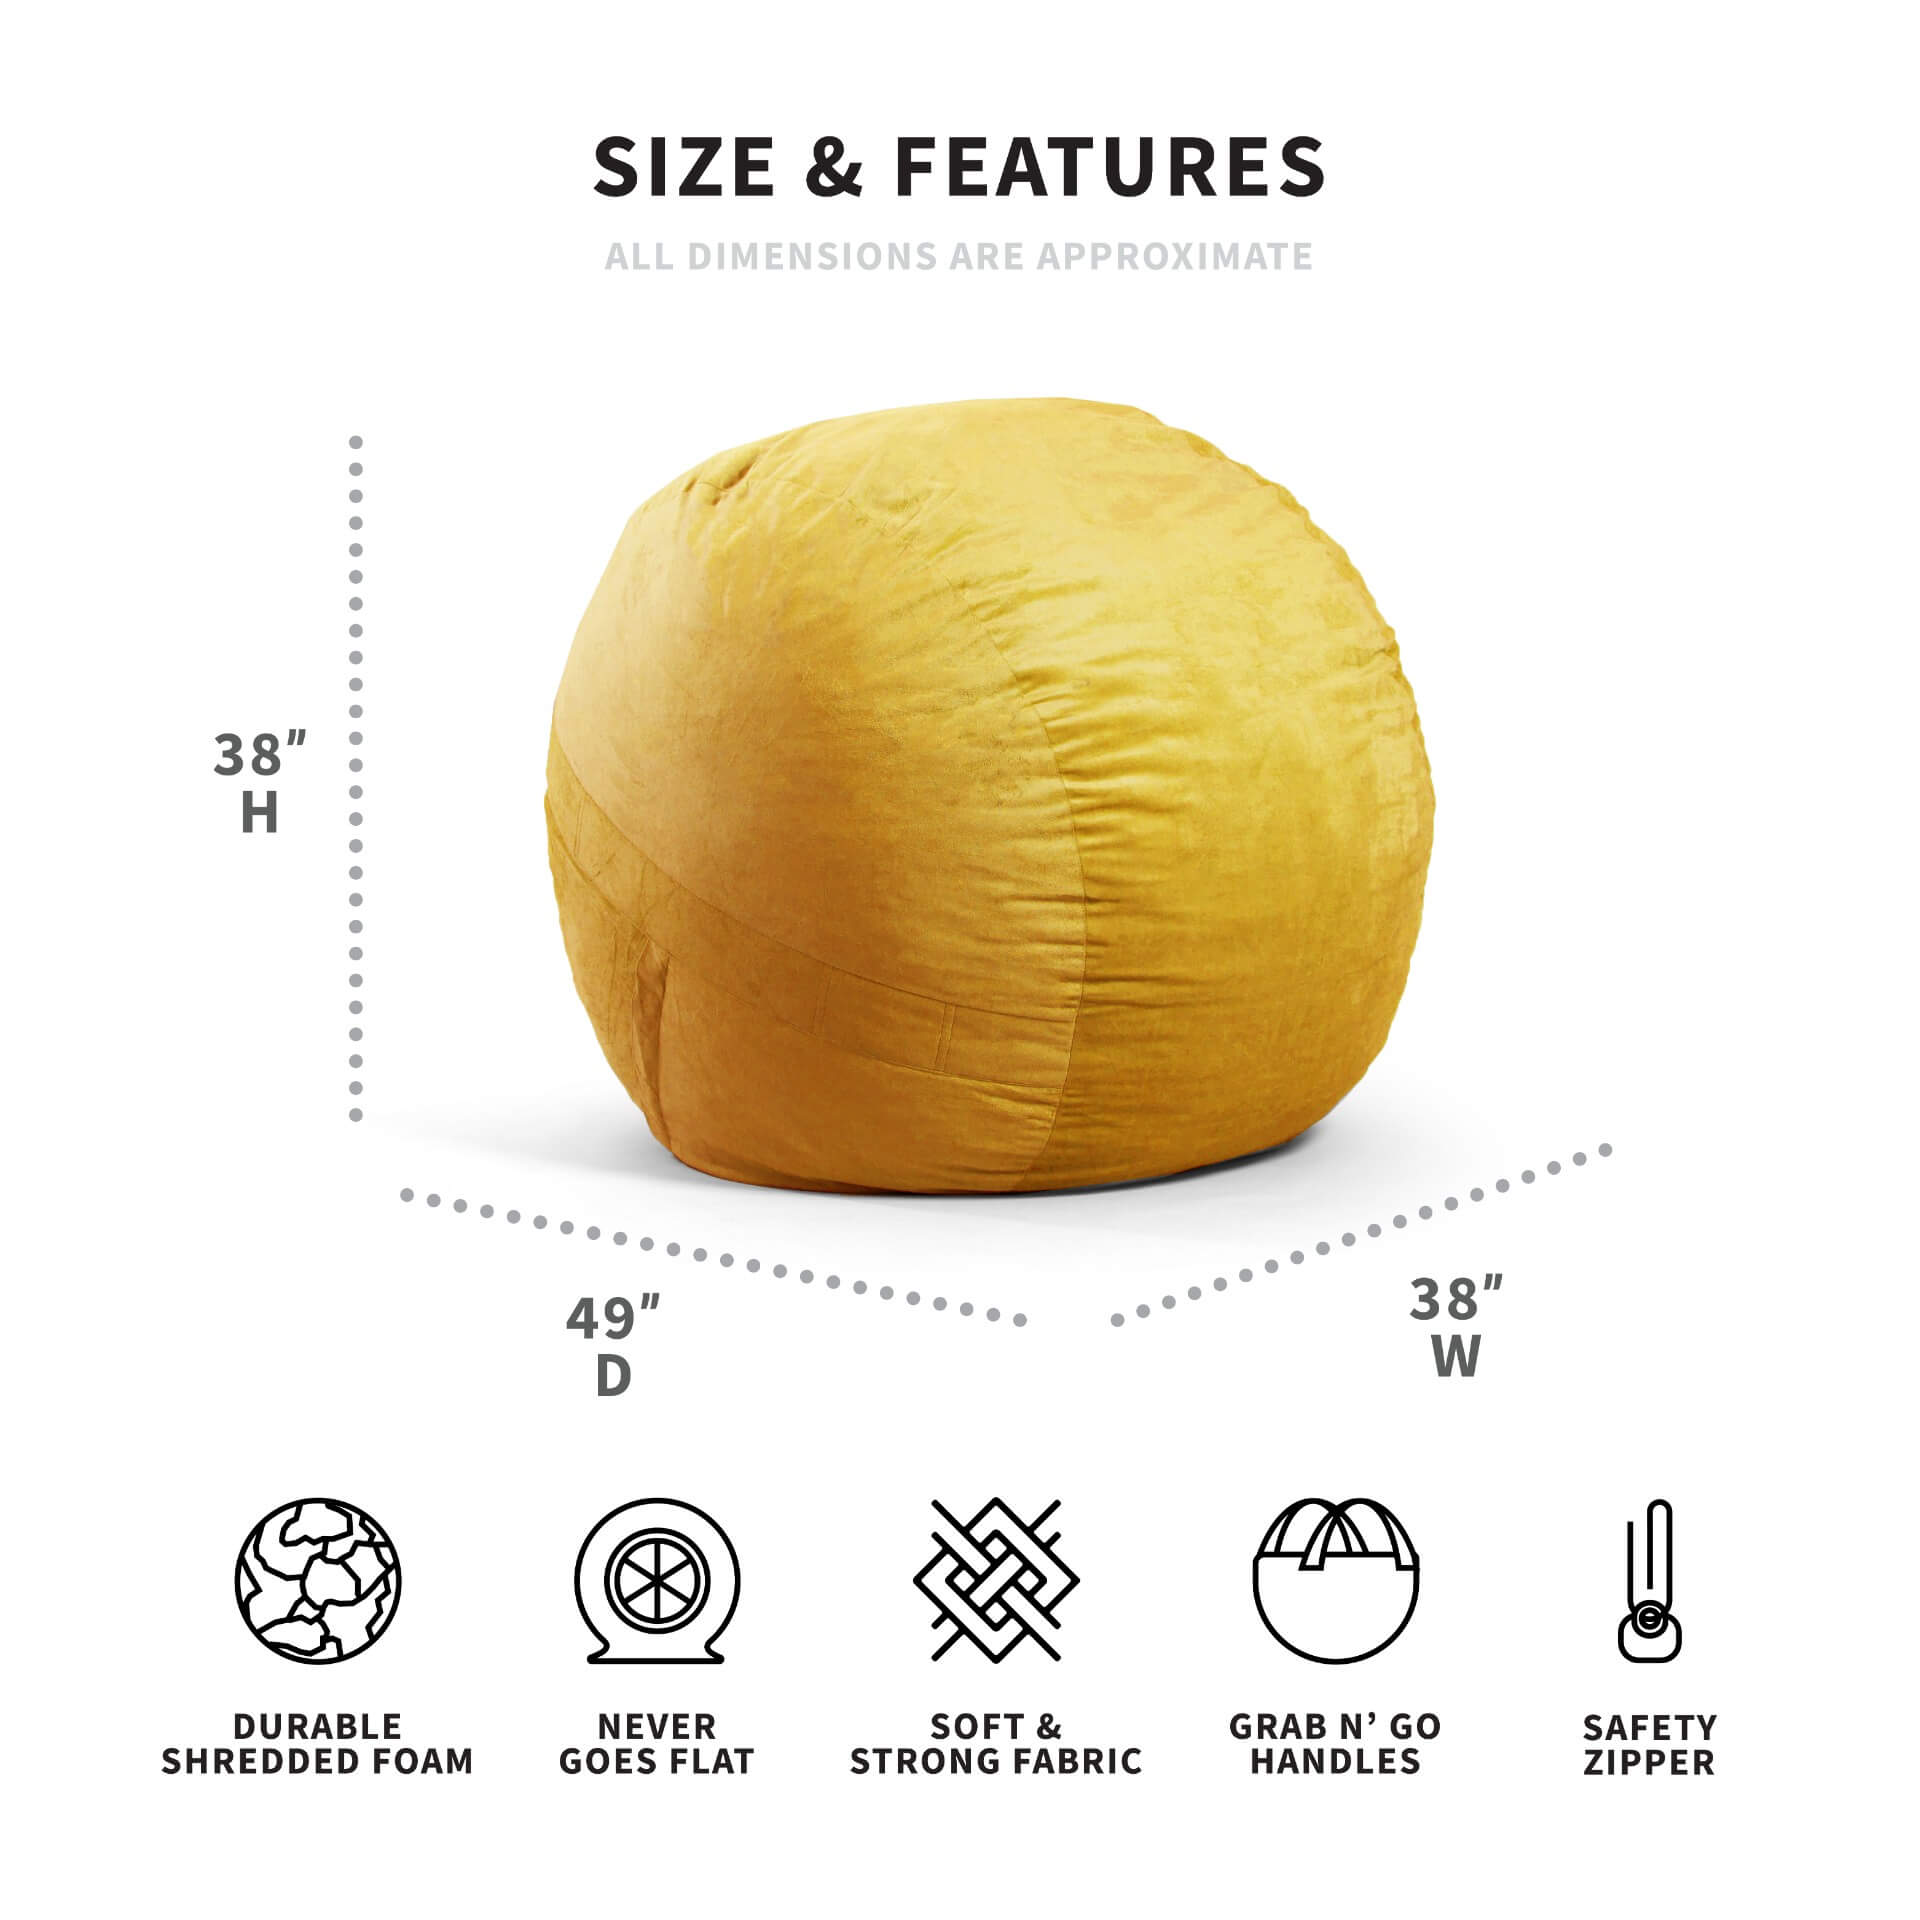 SIZE & FEATURES
ALL DIMENSIONS ARE APPROXIMATE
38"
H
49"
D
38"
W
DURABLE
SHREDDED FOAM
NEVER
GOES FLAT
SOFT &
STRONG FABRIC
GRAB N’ GO
HANDLES
SAFETY
ZIPPER